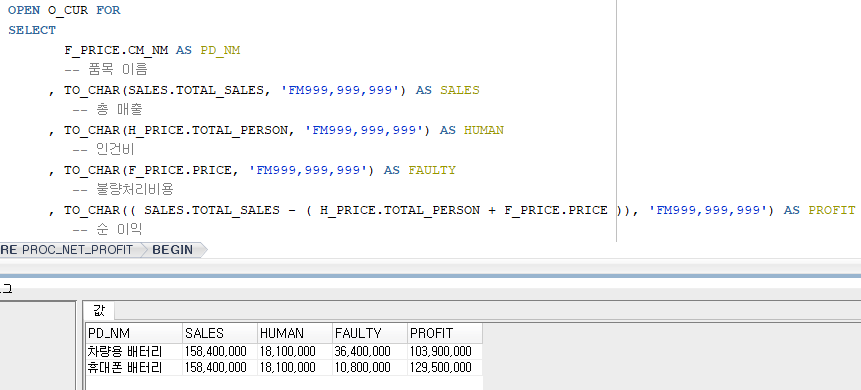 OPEN O_CUR FOR
SELECT
F_PRICE.CM_NM AS PD_NM
-- 품목 이름
, TO_CHAR(SALES.TOTAL_SALES, 'FM999,999,999') AS SALES
-- 총 매출
, TO_CHAR(H_PRICE.TOTAL_PERSON, 'FM999,999,999') AS HUMAN
-- 인건비
, TO_CHAR(F_PRICE.PRICE, 'FM999,999,999') AS FAULTY
-- 불량처리비용
, TO_CHAR(( SALES.TOTAL_SALES - ( H_PRICE.TOTAL_PERSON + F_PRICE.PRICE )), 'FM999,999,999') AS PROFIT
-- 순 이익
RE PROC_NET_PROFIT BEGIN
그
값
PD_NM SALES HUMAN FAULTY PROFIT
차량용 배터리 158,400,000 18,100,000 36,400,000 103,900,000
휴대폰 배터리 158,400,000 18,100,000 10,800,000 129,500,000